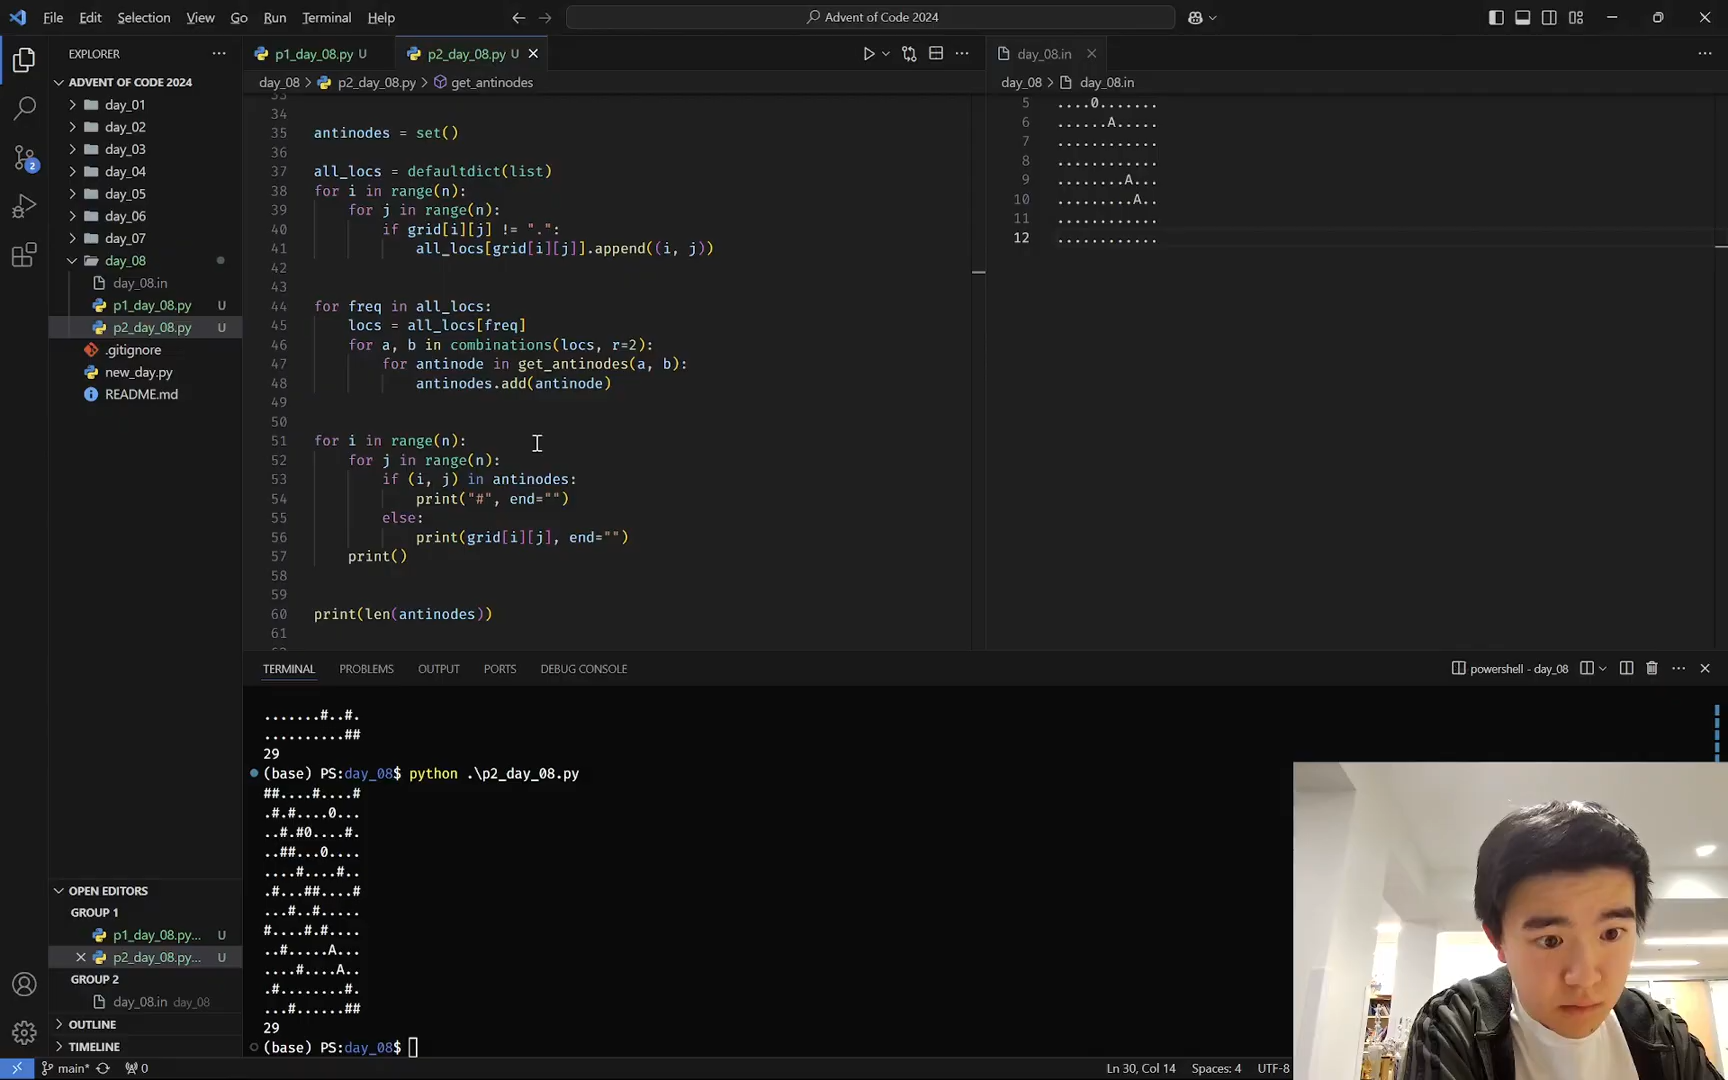 File Edit Selection View Go Run Terminal Help
Advent of Code 2024
EXPLORER
ADVENT OF CODE 2024
day_01
day_02
day_03
day_04
day_05
day_06
day_07
day_08
day_08.in
p1_day_08.py U
p2_day_08.py U
.gitignore
new_day.py
README.md
2
OPEN EDITORS
GROUP 1
p1_day_08.py... U
p2_day_08.py... U
GROUP 2
day_08.in day_08
OUTLINE
TIMELINE
p1_day_08.py U
p2_day_08.py U
day_08 > p2_day_08.py > get_antinodes
34
35 antinodes = set()
36
37 all_locs = defaultdict(list)
38 for i in range(n):
39 for j in range(n):
40 if grid[i][j] != ".":
41 all_locs[grid[i][j]].append((i, j))
42
43
44 for freq in all_locs:
45 locs = all_locs[freq]
46 for a, b in combinations(locs, r=2):
47 for antinode in get_antinodes(a, b):
48 antinodes.add(antinode)
49
50
51 for i in range(n):
52 for j in range(n):
53 if (i, j) in antinodes:
54 print("#", end="")
55 else:
56 print(grid[i][j], end="")
57 print()
58
59
60 print(len(antinodes))
61
day_08.in
day_08 > day_08.in
5 ....0.......
6 ......A.....
7 ............
8 ............
9 ........A...
10 .........A..
11 ............
12 ............
TERMINAL PROBLEMS OUTPUT PORTS DEBUG CONSOLE
powershell - day_08
.......#..#.
..........##
29
(base) PS:day_08$ python .\p2_day_08.py
##....#....#
.#.#....0...
..#.#0....#.
..##...0....
....#....#..
.#...##....#
...#..#.....
#....#.#....
..#.....A...
....#....A..
.#........#.
...#......##
29
(base) PS:day_08$
main* 0
Ln 30, Col 14 Spaces: 4 UTF-8